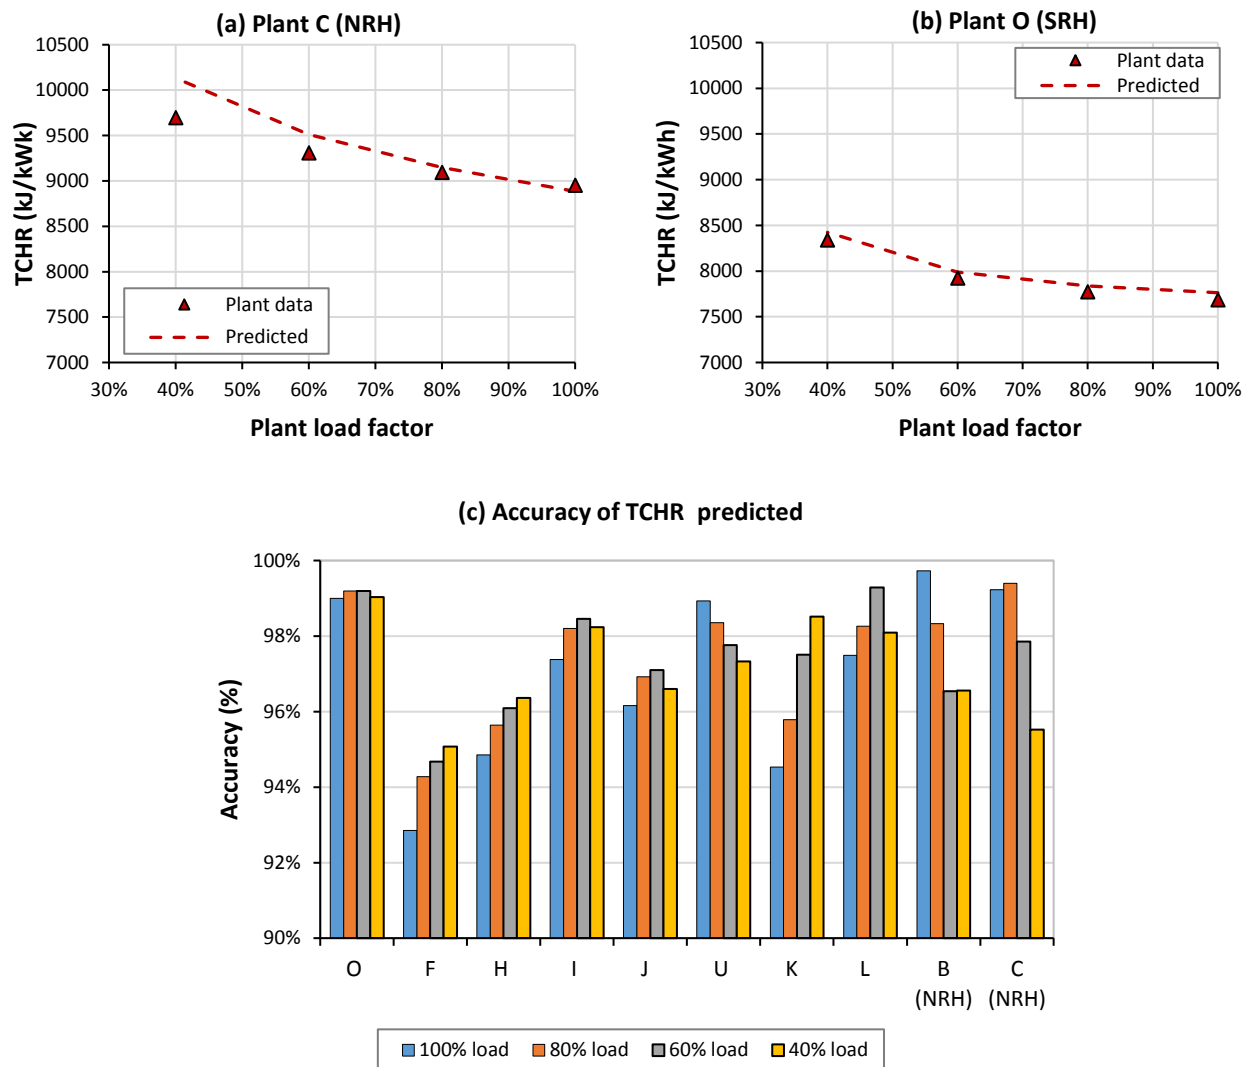 (a) Plant C (NRH)
10500
10000
9500
9000
8500
8000
7500
7000
TCHR (kJ/kWk)
Plant data
Predicted
30% 40% 50% 60% 70% 80% 90% 100%
Plant load factor
(b) Plant O (SRH)
10500
10000
9500
9000
8500
8000
7500
7000
TCHR (kJ/kWh)
Plant data
Predicted
30% 40% 50% 60% 70% 80% 90% 100%
Plant load factor
(c) Accuracy of TCHR predicted
100%
98%
96%
94%
92%
90%
Accuracy (%)
O F H I J U K L B C
(NRH) (NRH)
100% load 80% load 60% load 40% load